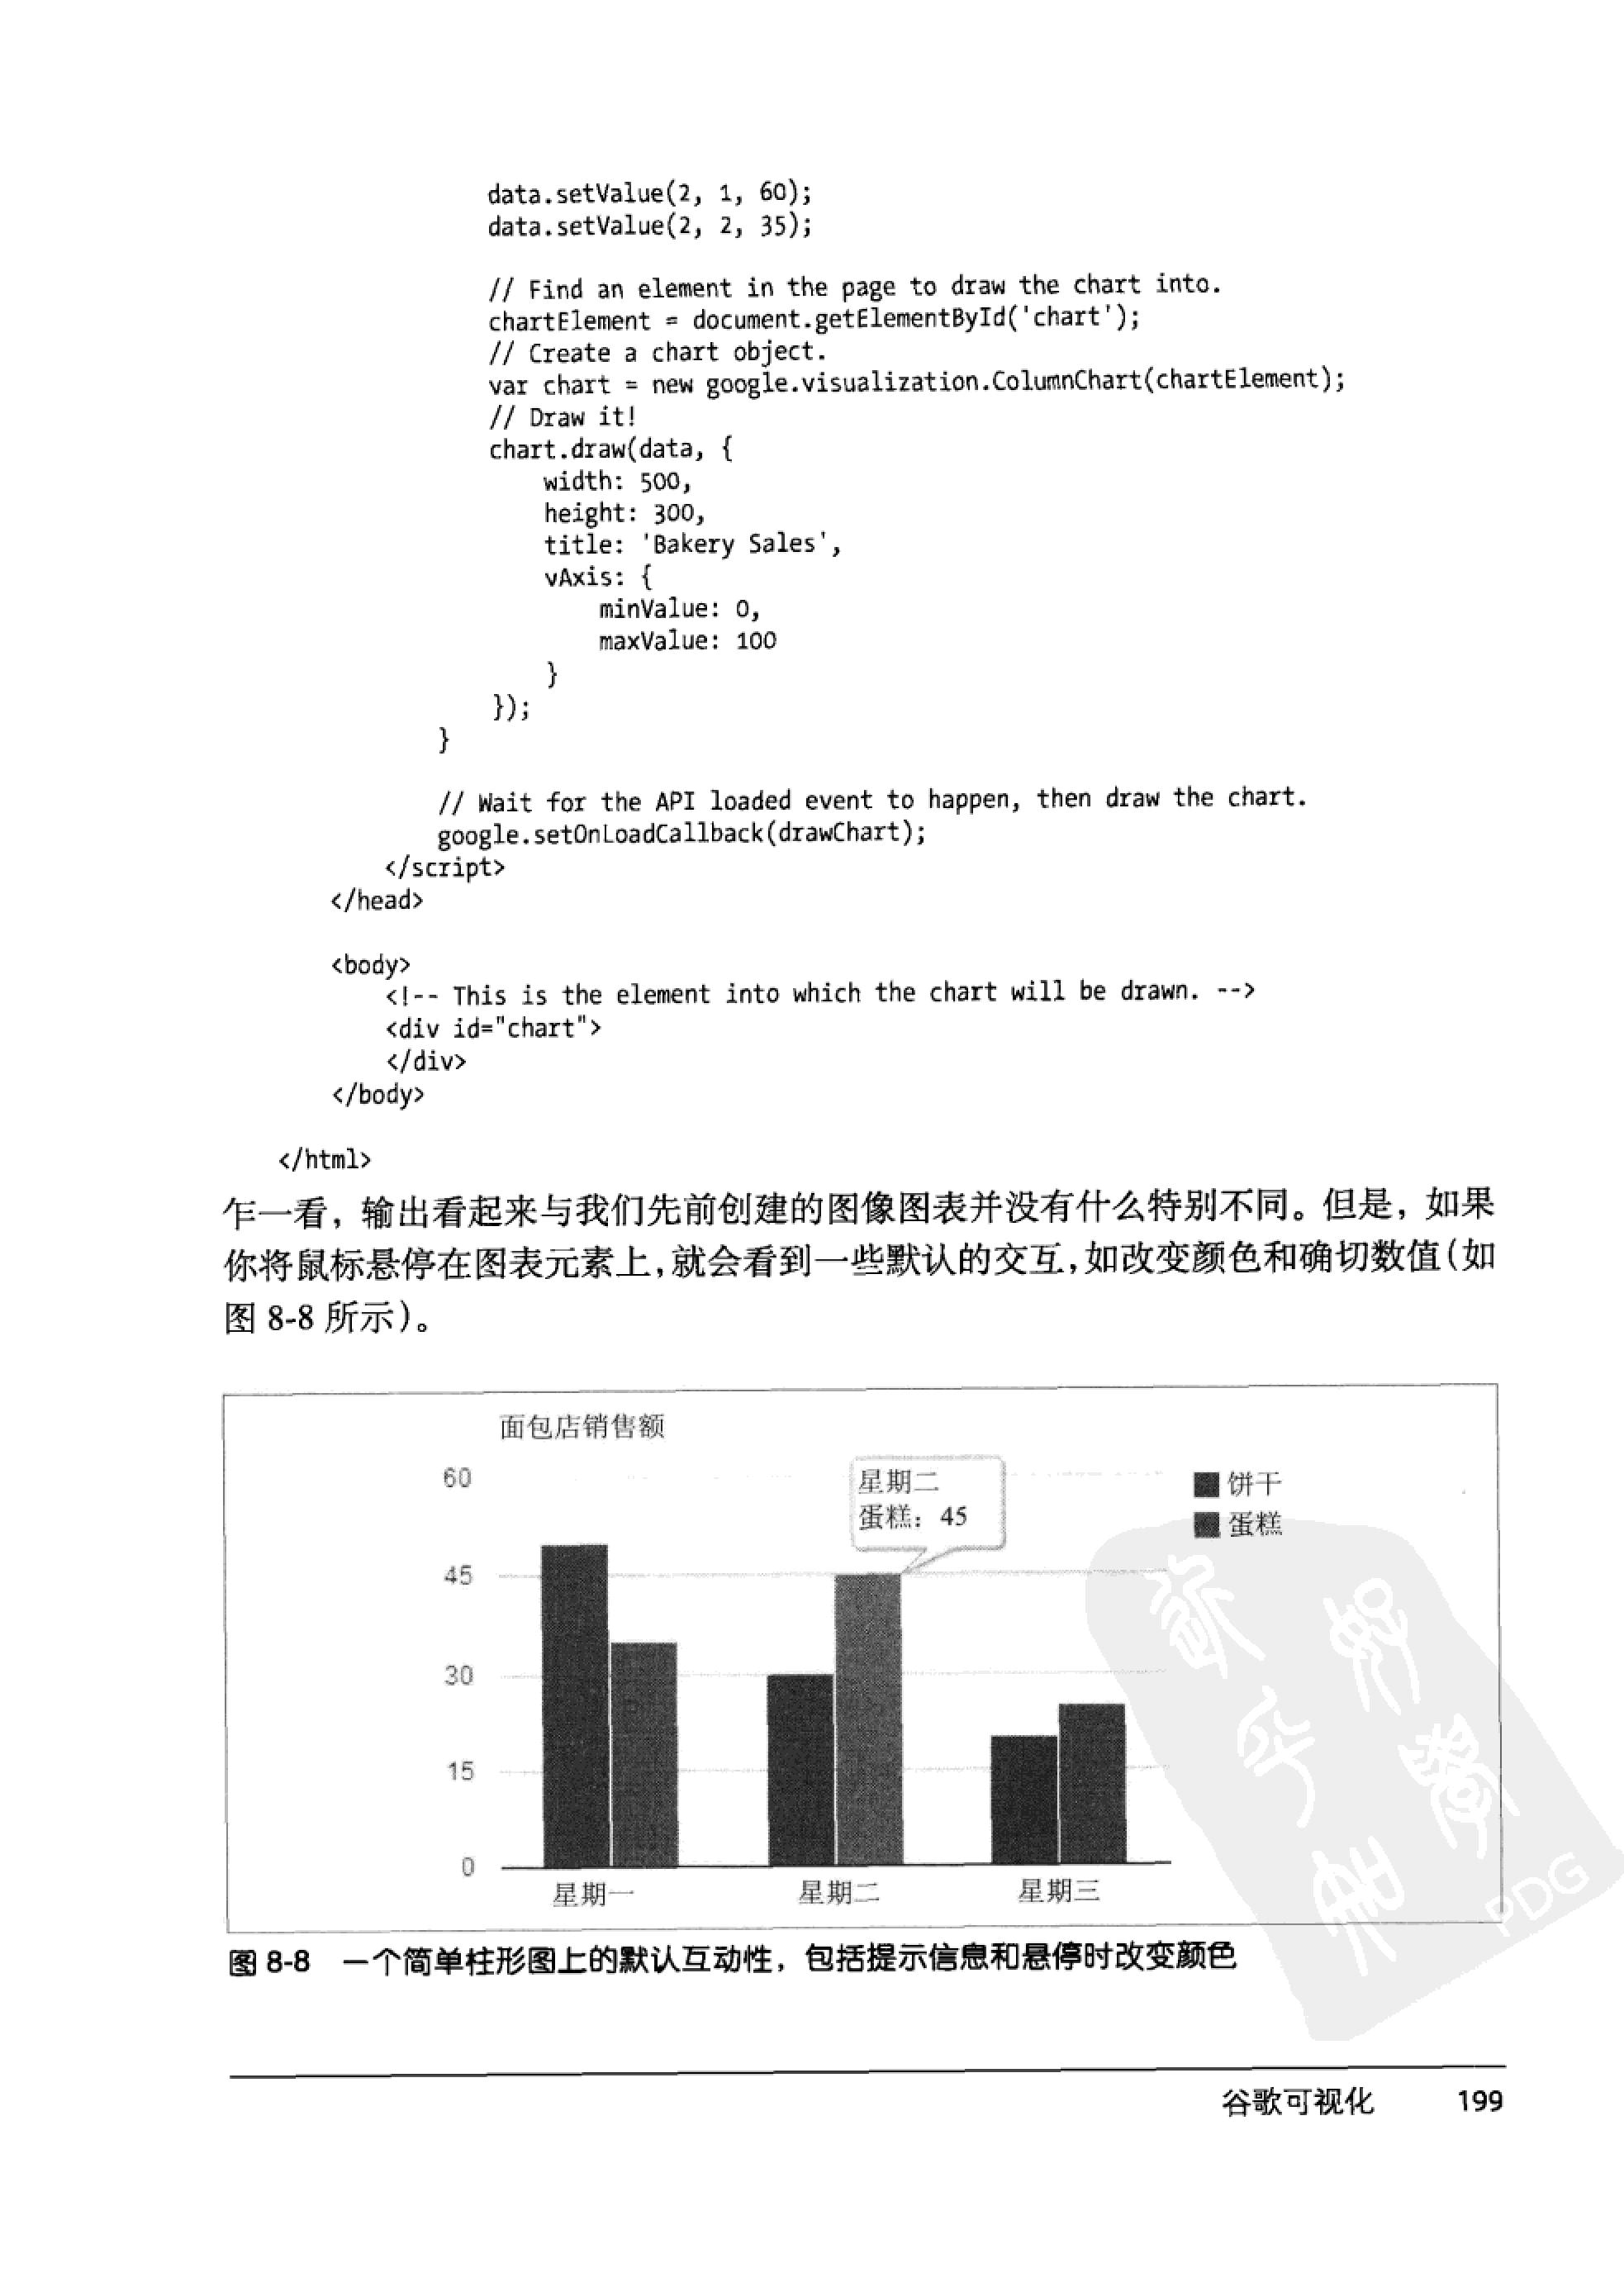 data.setValue(2, 1, 60);
data.setValue(2, 2, 35);
// Find an element in the page to draw the chart into.
chartElement = document.getElementById('chart');
// Create a chart object.
var chart = new google.visualization.ColumnChart(chartElement);
// Draw it!
chart.draw(data, {
width: 500,
height: 300,
title: 'Bakery Sales',
vAxis: {
minValue: 0,
maxValue: 100
}
});
}
// Wait for the API loaded event to happen, then draw the chart.
google.setOnLoadCallback(drawChart);
</script>
</head>
<body>
<!-- This is the element into which the chart will be drawn. -->
<div id="chart">
</div>
</body>
</html>
乍一看，输出看起来与我们先前创建的图像图表并没有什么特别不同。但是，如果
你将鼠标悬停在图表元素上，就会看到一些默认的交互，如改变颜色和确切数值（如
图 8-8 所示）。
面包店销售额
60
45
30
15
0
星期二
蛋糕：45
饼干
蛋糕
星期一
星期二
星期三
PDG
图 8-8 一个简单柱形图上的默认互动性，包括提示信息和悬停时改变颜色
谷歌可视化 199